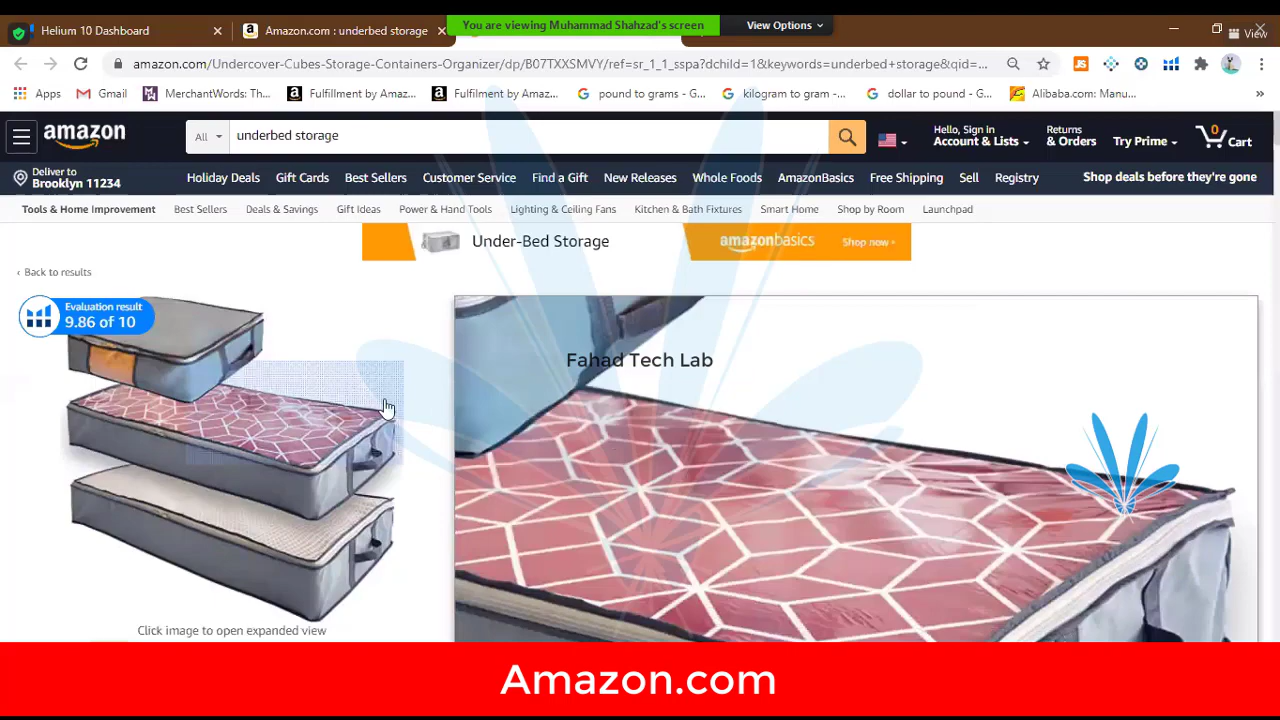 Helium 10 Dashboard
Amazon.com : underbed storage
You are viewing Muhammad Shahzad's screen
View Options
View
amazon.com/Undercover-Cubes-Storage-Containers-Organizer/dp/B07TXXSMVY/ref=sr_1_1_sspa?dchild=1&keywords=underbed+storage&qid=...
Apps
Gmail
MerchantWords: Th...
Fulfillment by Amaz...
Fulfillment by Amaz...
pound to grams - G...
kilogram to gram -...
dollar to pound - G...
Alibaba.com: Manu...
»
amazon
All
underbed storage
Hello, Sign in
Account & Lists
Returns
& Orders
Try Prime
0
Cart
Deliver to
Brooklyn 11234
Holiday Deals
Gift Cards
Best Sellers
Customer Service
Find a Gift
New Releases
Whole Foods
AmazonBasics
Free Shipping
Sell
Registry
Shop deals before they're gone
Tools & Home Improvement
Best Sellers
Deals & Savings
Gift Ideas
Power & Hand Tools
Lighting & Ceiling Fans
Kitchen & Bath Fixtures
Smart Home
Shop by Room
Launchpad
Under-Bed Storage
amazonbasics
Shop now ›
‹ Back to results
Evaluation result
9.86 of 10
Fahad Tech Lab
Click image to open expanded view
Amazon.com